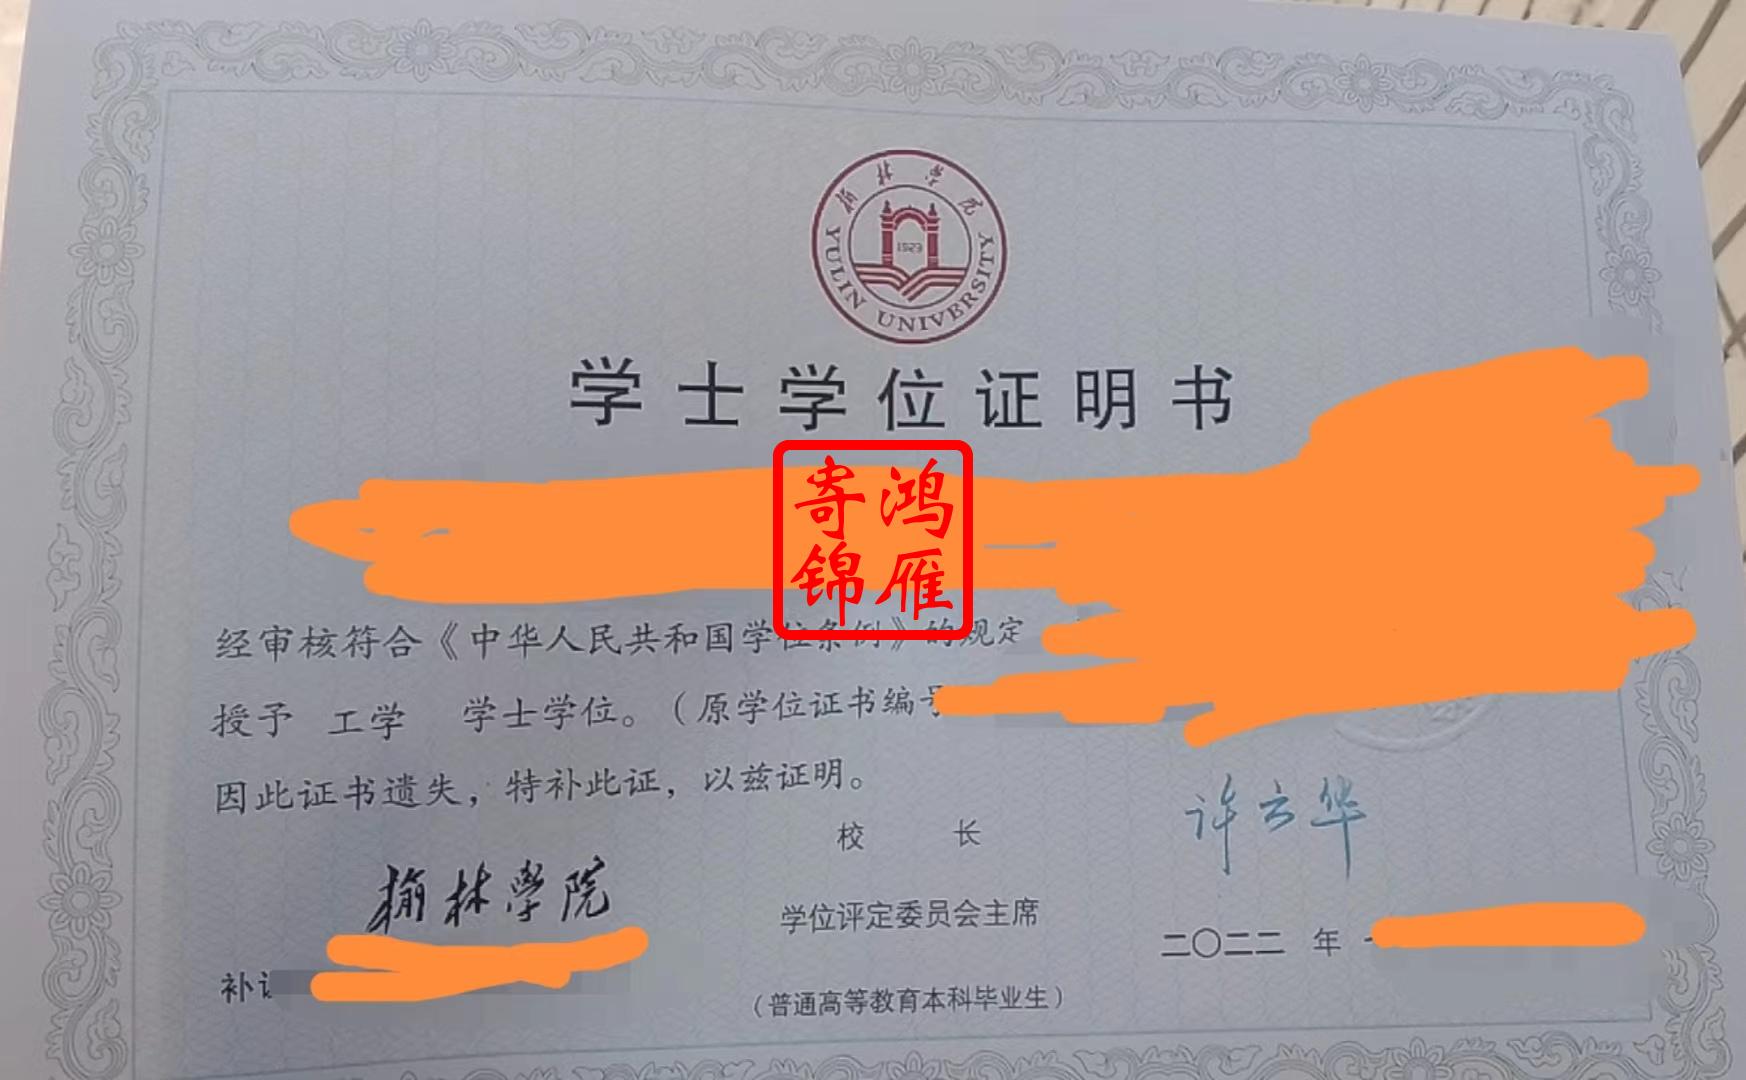 榆林学院
1923
YULIN UNIVERSITY
学士学位证明书
鸿雁
寄锦
经审核符合《中华人民共和国学位条例》的规定
授予 工学 学士学位。（原学位证书编号
因此证书遗失，特补此证，以兹证明。
校 长
许云华
榆林學院
学位评定委员会主席
二〇二二 年
补
（普通高等教育本科毕业生）